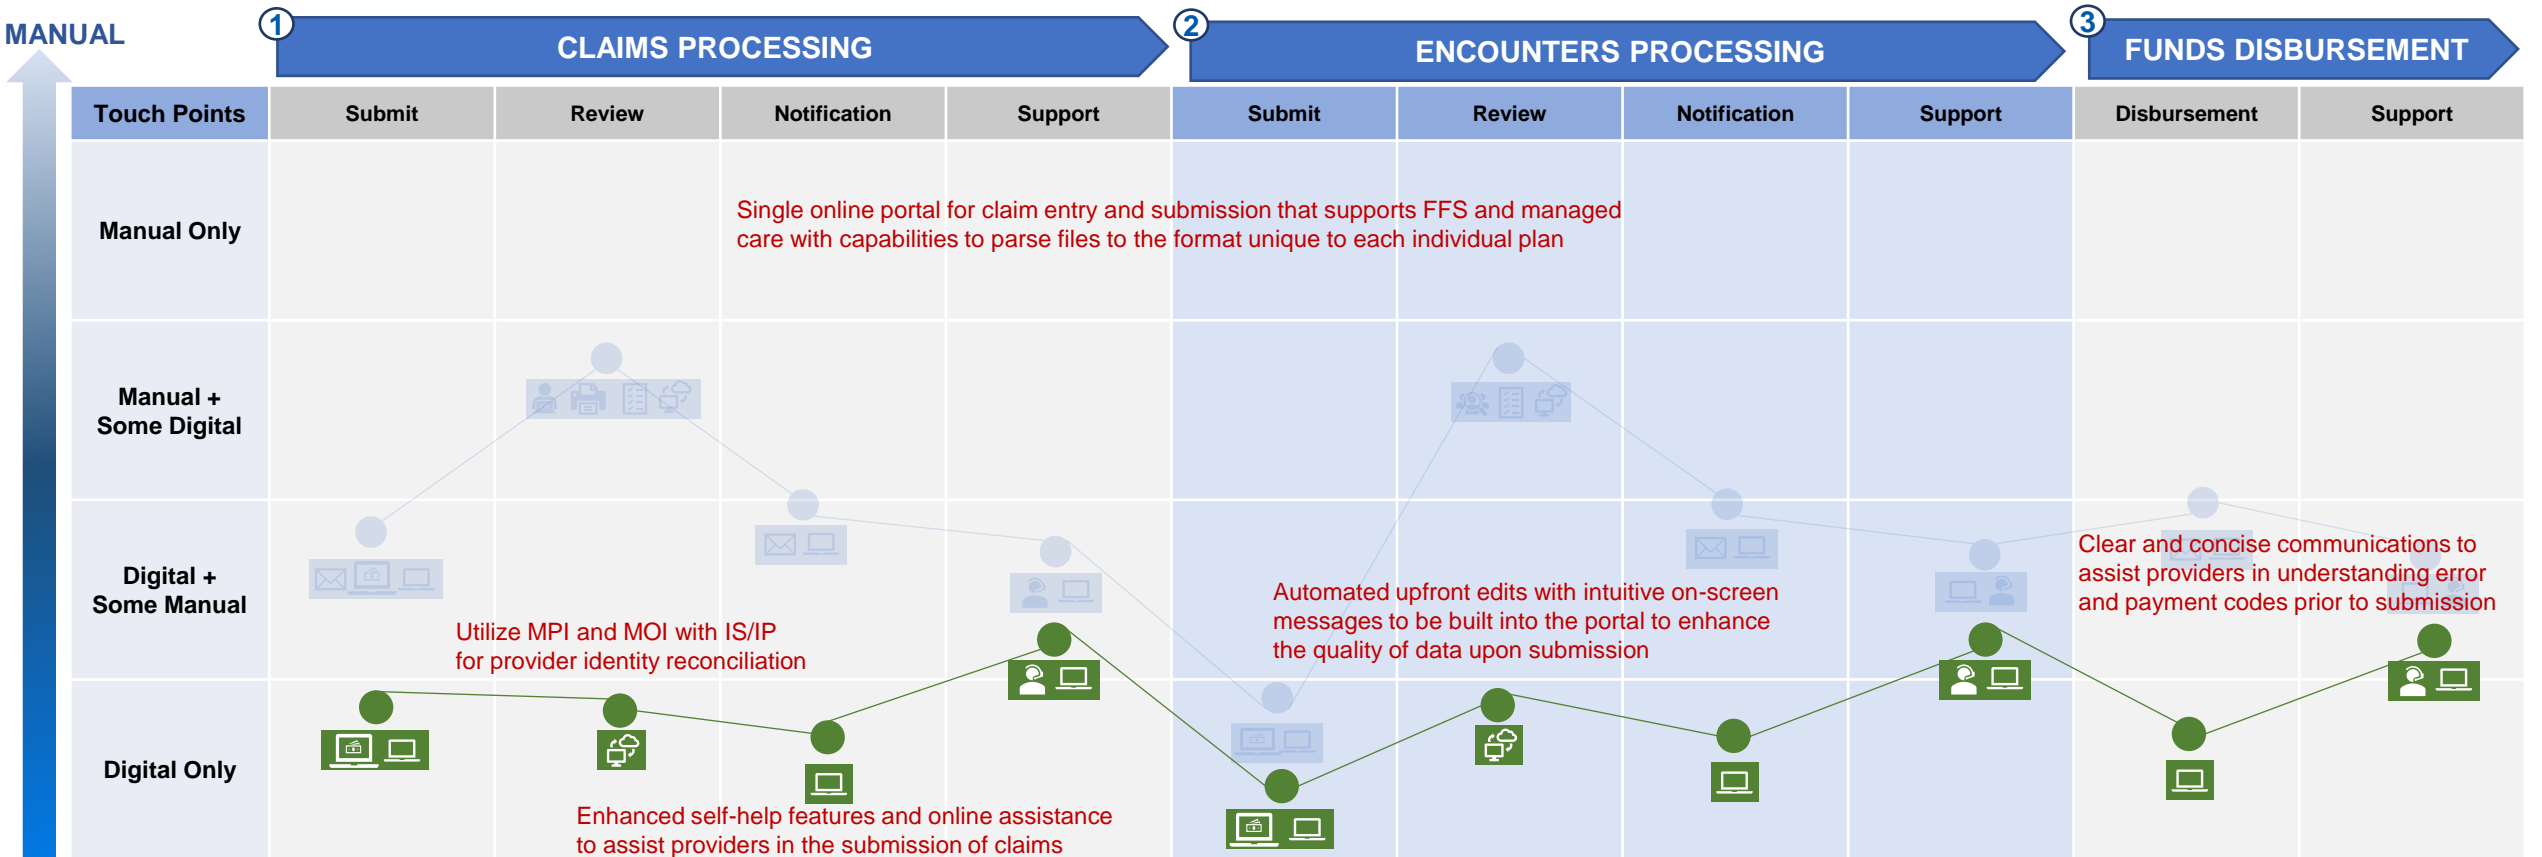 MANUAL
1
CLAIMS PROCESSING
2
ENCOUNTERS PROCESSING
3
FUNDS DISBURSEMENT
Touch Points
Submit
Review
Notification
Support
Submit
Review
Notification
Support
Disbursement
Support
Manual Only
Single online portal for claim entry and submission that supports FFS and managed
care with capabilities to parse files to the format unique to each individual plan
Manual +
Some Digital
Digital +
Some Manual
Utilize MPI and MOI with IS/IP
for provider identity reconciliation
Automated upfront edits with intuitive on-screen
messages to be built into the portal to enhance
the quality of data upon submission
Clear and concise communications to
assist providers in understanding error
and payment codes prior to submission
Digital Only
Enhanced self-help features and online assistance
to assist providers in the submission of claims